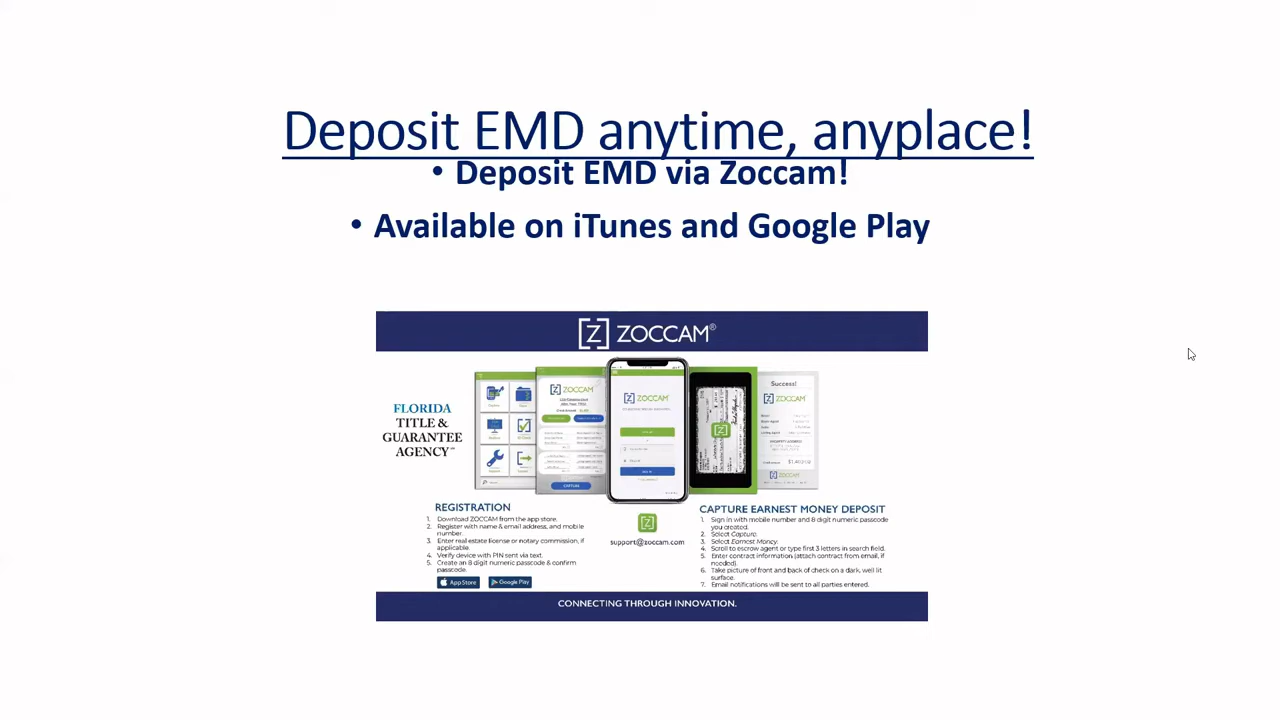 Deposit EMD anytime, anyplace!
• Deposit EMD via Zoccam!
• Available on iTunes and Google Play
[Z] ZOCCAM®
FLORIDA
TITLE &
GUARANTEE
AGENCY
ZOCCAM
ZOCCAM
Success!
ZOCCAM
CAPTURE
REGISTRATION
1. Download ZOCCAM from the app store.
2. Register with name & email address, and mobile
number.
3. Enter real estate license or notary commission, if
applicable.
4. Verify device with PIN sent via text.
5. Create an 8 digit numeric passcode & confirm
passcode.
App Store
Google Play
support@zoccam.com
CAPTURE EARNEST MONEY DEPOSIT
1. Sign in with mobile number and 8 digit numeric passcode
you created.
2. Select Capture.
3. Select Earnest Money.
4. Scroll to escrow agent or type first 3 letters in search field.
5. Enter contract information (attach contract from email, if
needed).
6. Take picture of front and back of check on a dark, well lit
surface.
7. Email notifications will be sent to all parties entered.
CONNECTING THROUGH INNOVATION.